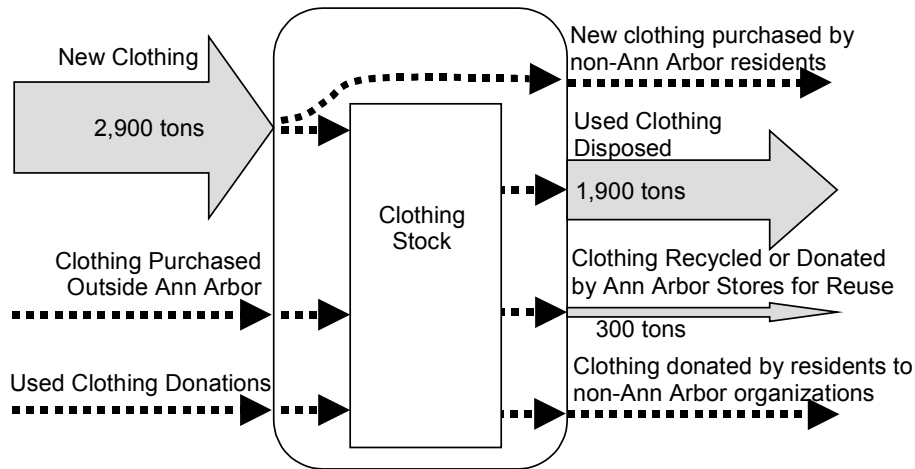 New Clothing
2,900 tons
Clothing Purchased
Outside Ann Arbor
Used Clothing Donations
Clothing
Stock
New clothing purchased by
non-Ann Arbor residents
Used Clothing
Disposed
1,900 tons
Clothing Recycled or Donated
by Ann Arbor Stores for Reuse
300 tons
Clothing donated by residents to
non-Ann Arbor organizations